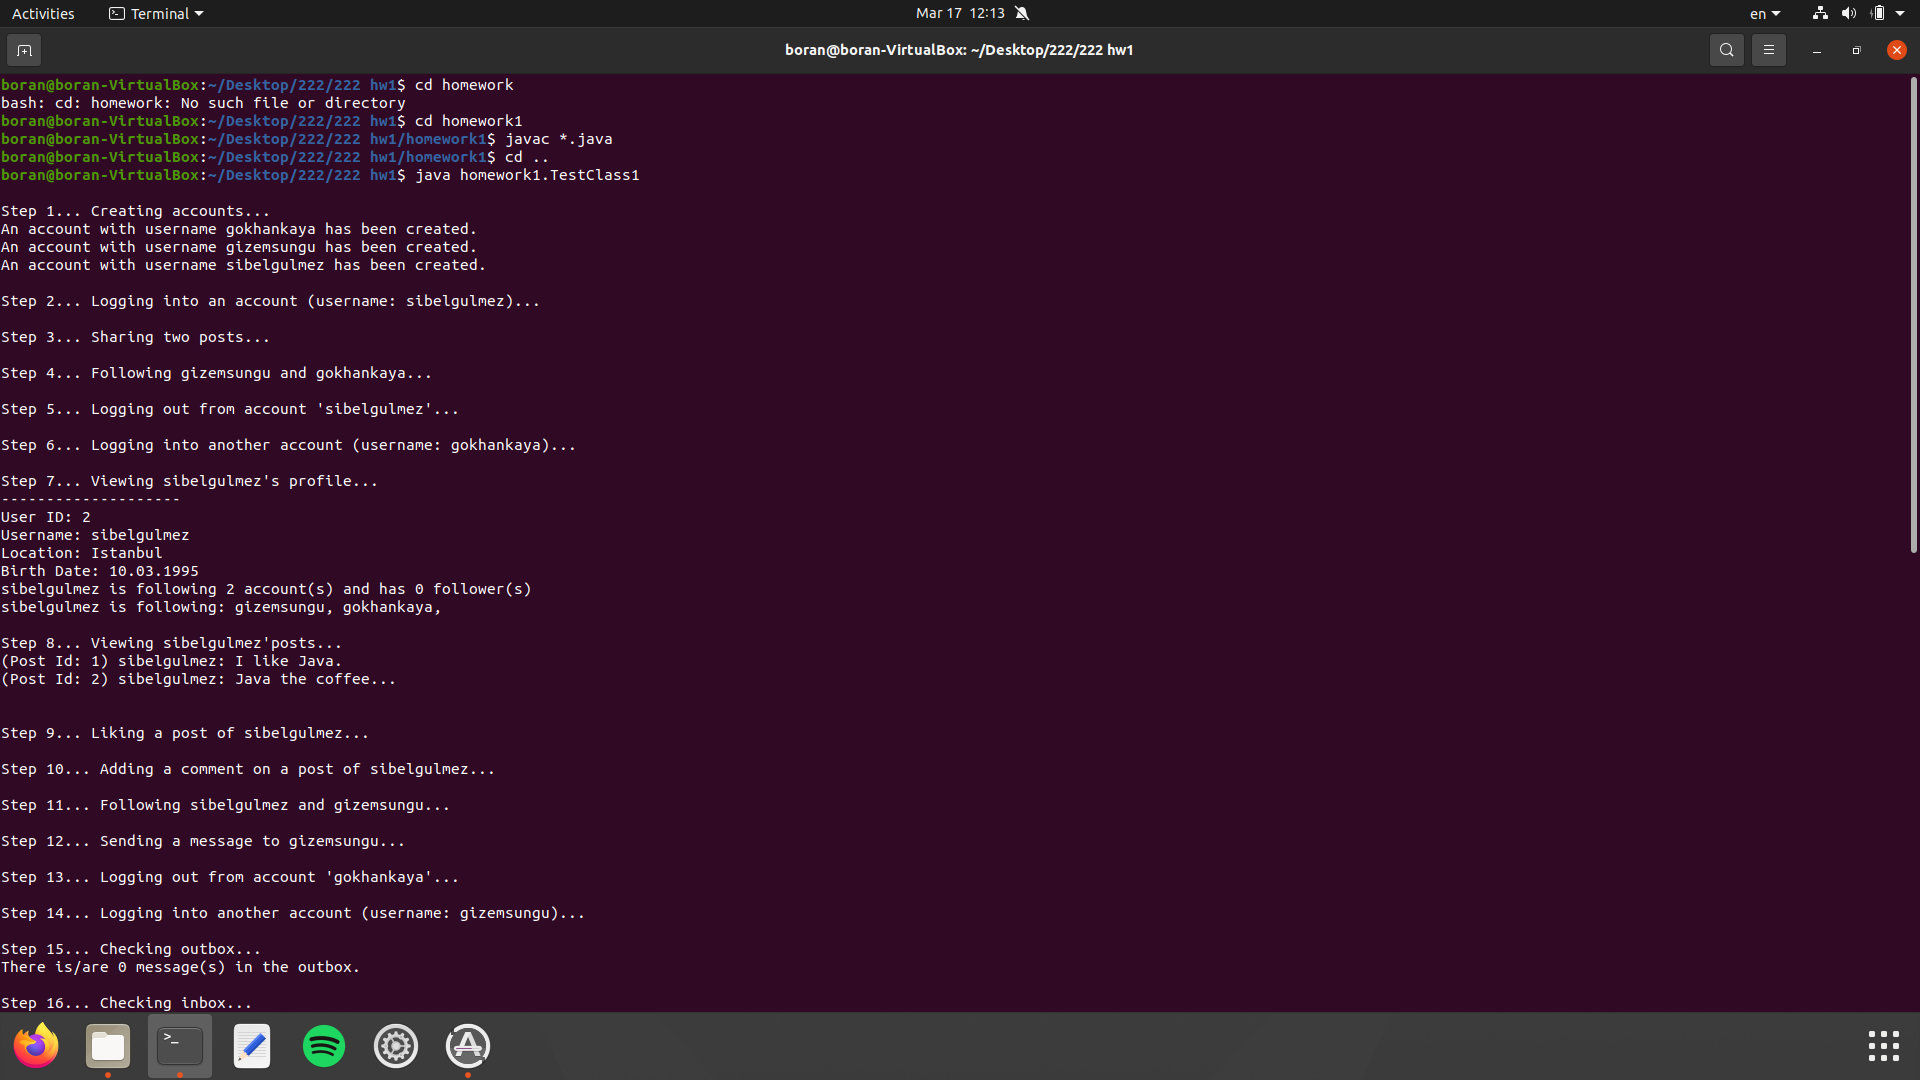 Activities Terminal Mar 17 12:13 en
boran@boran-VirtualBox: ~/Desktop/222/222 hw1
boran@boran-VirtualBox:~/Desktop/222/222 hw1$ cd homework
bash: cd: homework: No such file or directory
boran@boran-VirtualBox:~/Desktop/222/222 hw1$ cd homework1
boran@boran-VirtualBox:~/Desktop/222/222 hw1/homework1$ javac *.java
boran@boran-VirtualBox:~/Desktop/222/222 hw1/homework1$ cd ..
boran@boran-VirtualBox:~/Desktop/222/222 hw1$ java homework1.TestClass1
Step 1... Creating accounts...
An account with username gokhankaya has been created.
An account with username gizemsungu has been created.
An account with username sibelgulmez has been created.
Step 2... Logging into an account (username: sibelgulmez)...
Step 3... Sharing two posts...
Step 4... Following gizemsungu and gokhankaya...
Step 5... Logging out from account 'sibelgulmez'...
Step 6... Logging into another account (username: gokhankaya)...
Step 7... Viewing sibelgulmez's profile...
--------------------
User ID: 2
Username: sibelgulmez
Location: Istanbul
Birth Date: 10.03.1995
sibelgulmez is following 2 account(s) and has 0 follower(s)
sibelgulmez is following: gizemsungu, gokhankaya,
Step 8... Viewing sibelgulmez'posts...
(Post Id: 1) sibelgulmez: I like Java.
(Post Id: 2) sibelgulmez: Java the coffee...
Step 9... Liking a post of sibelgulmez...
Step 10... Adding a comment on a post of sibelgulmez...
Step 11... Following sibelgulmez and gizemsungu...
Step 12... Sending a message to gizemsungu...
Step 13... Logging out from account 'gokhankaya'...
Step 14... Logging into another account (username: gizemsungu)...
Step 15... Checking outbox...
There is/are 0 message(s) in the outbox.
Step 16... Checking inbox...